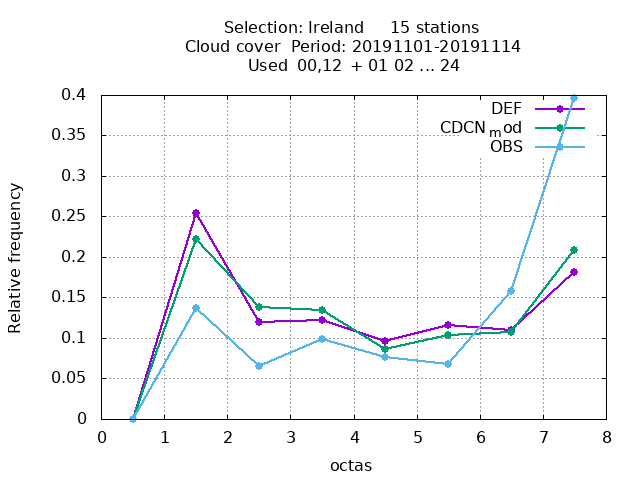 Selection: Ireland     15 stations
Cloud cover  Period: 20191101-20191114
Used  00,12  + 01 02 ... 24
DEF
CDCN_mod
OBS
0.4
0.35
0.3
0.25
0.2
0.15
0.1
0.05
0
Relative frequency
0 1 2 3 4 5 6 7 8
octas